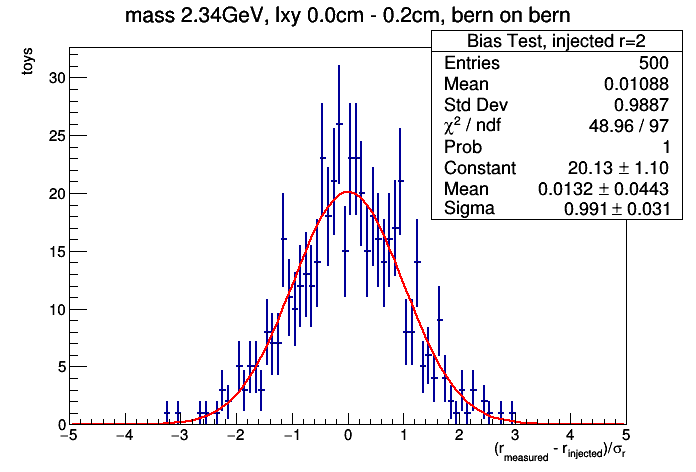 mass 2.34GeV, lxy 0.0cm - 0.2cm, bern on bern
Bias Test, injected r=2
Entries 500
Mean 0.01088
Std Dev 0.9887
χ² / ndf 48.96 / 97
Prob 1
Constant 20.13 ± 1.10
Mean 0.0132 ± 0.0443
Sigma 0.991 ± 0.031
toys
30
25
20
15
10
5
0
−5 −4 −3 −2 −1 0 1 2 3 4 5
(r_measured - r_injected)/σ_r